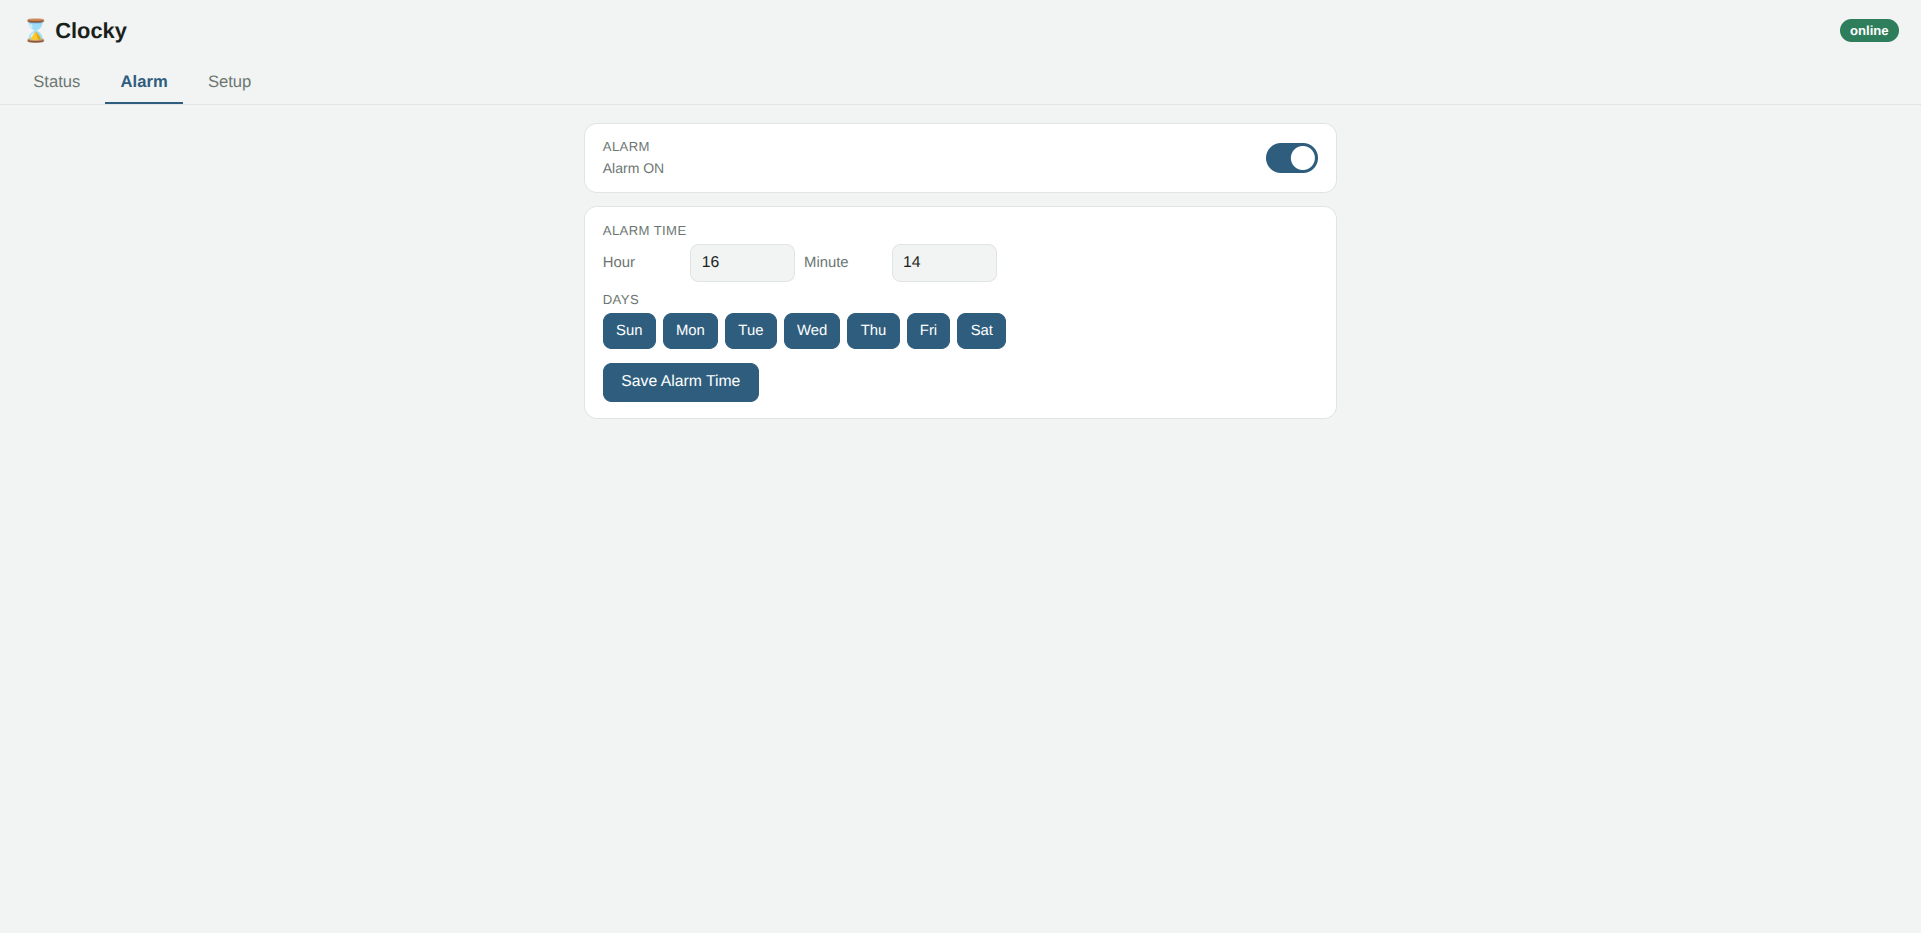 ⌛ Clocky
online
Status Alarm Setup
ALARM
Alarm ON
ALARM TIME
Hour 16 Minute 14
DAYS
Sun Mon Tue Wed Thu Fri Sat
Save Alarm Time